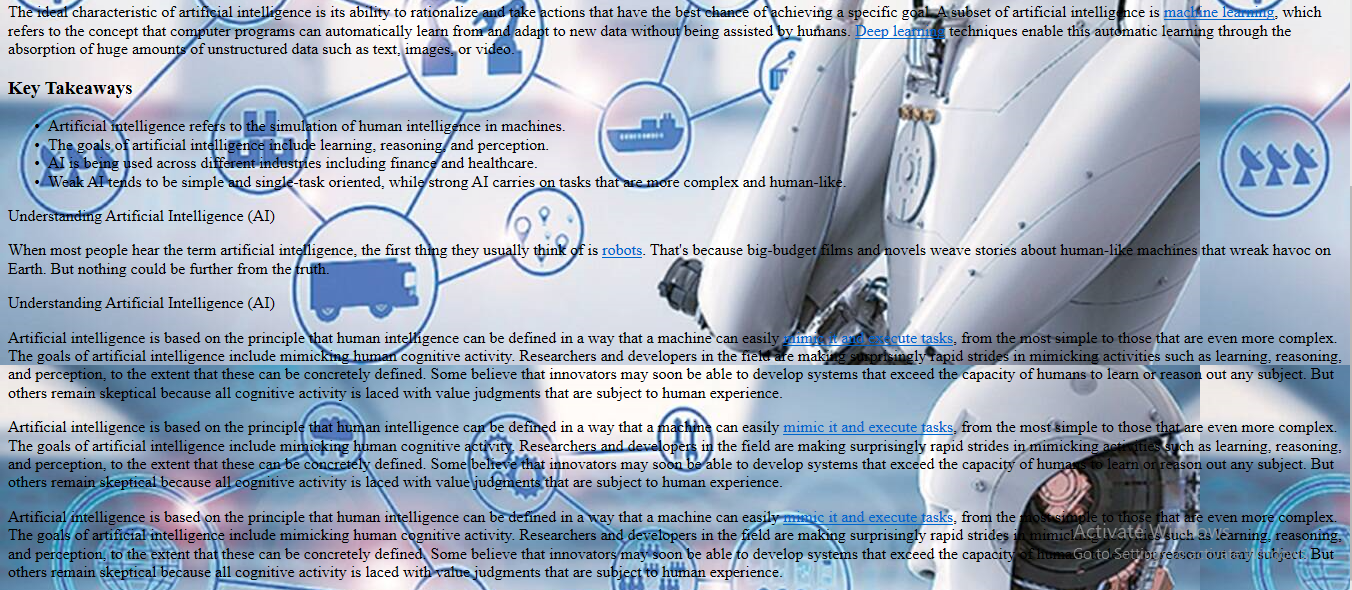 The ideal characteristic of artificial intelligence is its ability to rationalize and take actions that have the best chance of achieving a specific goal. A subset of artificial intelligence is machine learning, which
refers to the concept that computer programs can automatically learn from and adapt to new data without being assisted by humans. Deep learning techniques enable this automatic learning through the
absorption of huge amounts of unstructured data such as text, images, or video.
Key Takeaways
• Artificial intelligence refers to the simulation of human intelligence in machines.
• The goals of artificial intelligence include learning, reasoning, and perception.
• AI is being used across different industries including finance and healthcare.
• Weak AI tends to be simple and single-task oriented, while strong AI carries on tasks that are more complex and human-like.
Understanding Artificial Intelligence (AI)
When most people hear the term artificial intelligence, the first thing they usually think of is robots. That's because big-budget films and novels weave stories about human-like machines that wreak havoc on
Earth. But nothing could be further from the truth.
Understanding Artificial Intelligence (AI)
Artificial intelligence is based on the principle that human intelligence can be defined in a way that a machine can easily mimic it and execute tasks, from the most simple to those that are even more complex.
The goals of artificial intelligence include mimicking human cognitive activity. Researchers and developers in the field are making surprisingly rapid strides in mimicking activities such as learning, reasoning,
and perception, to the extent that these can be concretely defined. Some believe that innovators may soon be able to develop systems that exceed the capacity of humans to learn or reason out any subject. But
others remain skeptical because all cognitive activity is laced with value judgments that are subject to human experience.
Artificial intelligence is based on the principle that human intelligence can be defined in a way that a machine can easily mimic it and execute tasks, from the most simple to those that are even more complex.
The goals of artificial intelligence include mimicking human cognitive activity. Researchers and developers in the field are making surprisingly rapid strides in mimicking activities such as learning, reasoning,
and perception, to the extent that these can be concretely defined. Some believe that innovators may soon be able to develop systems that exceed the capacity of humans to learn or reason out any subject. But
others remain skeptical because all cognitive activity is laced with value judgments that are subject to human experience.
Artificial intelligence is based on the principle that human intelligence can be defined in a way that a machine can easily mimic it and execute tasks, from the most simple to those that are even more complex.
The goals of artificial intelligence include mimicking human cognitive activity. Researchers and developers in the field are making surprisingly rapid strides in mimicking activities such as learning, reasoning,
Activate Windows
and perception, to the extent that these can be concretely defined. Some believe that innovators may soon be able to develop systems that exceed the capacity of humans reason out any subject. But
Go to Settings
others remain skeptical because all cognitive activity is laced with value judgments that are subject to human experience.